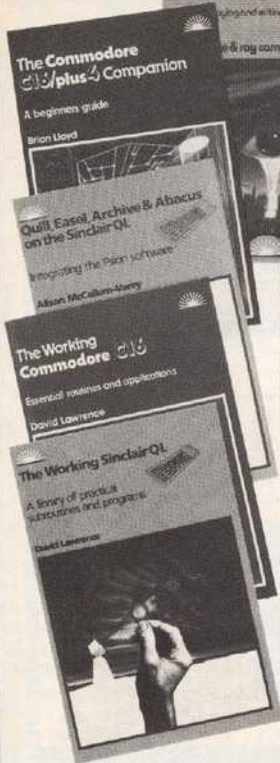 The Commodore
C16/plus 4 Companion
A beginners guide
Brian Lloyd
Quill, Easel, Archive & Abacus
on the Sinclair QL
Integrating the Psion software
Alison McCallum-Varey
The Working
Commodore C16
Essential routines and applications
David Lawrence
The Working Sinclair QL
A library of practical
subroutines and programs
David Lawrence